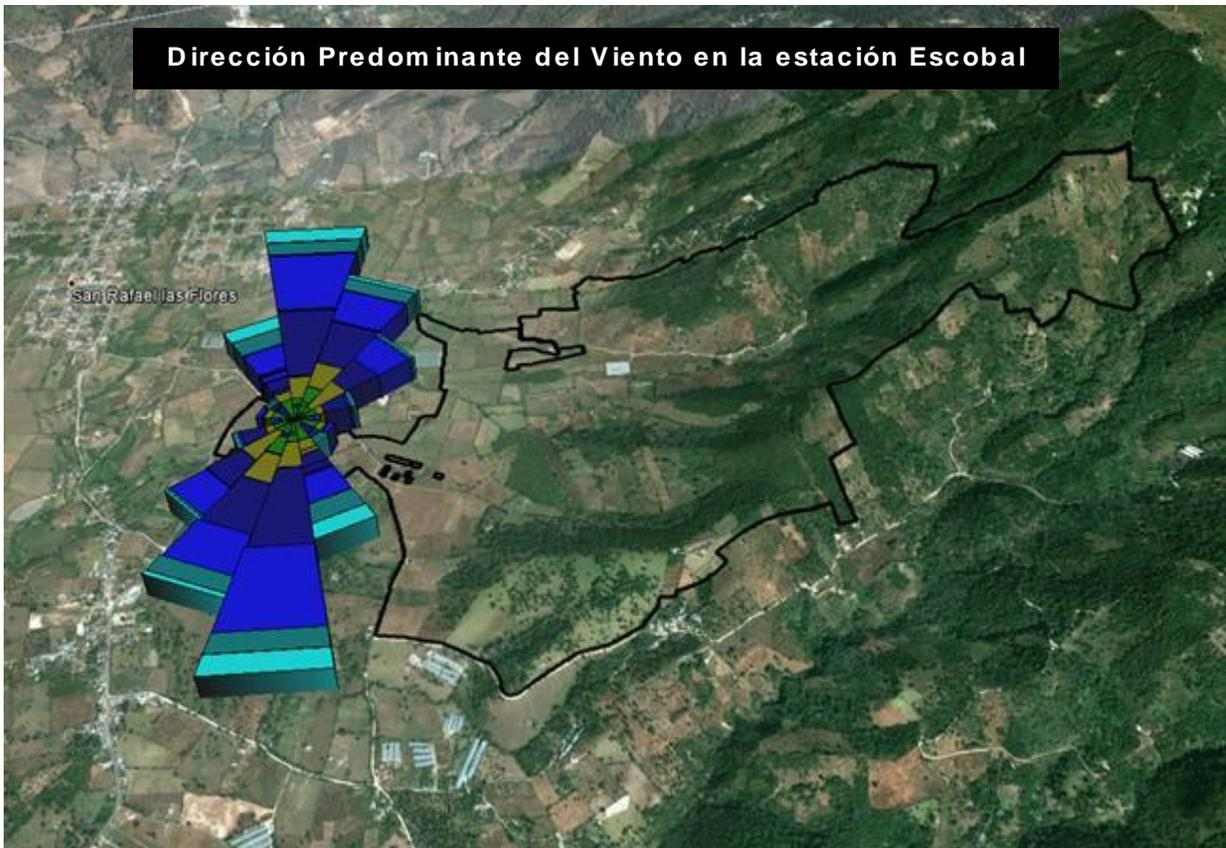 Dirección Predominante del Viento en la estación Escobal
San Rafael las Flores